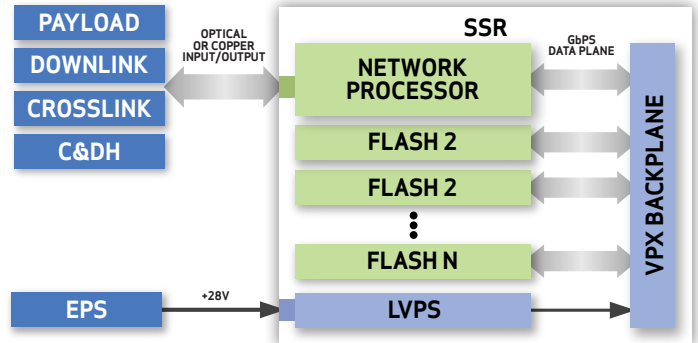 PAYLOAD
DOWNLINK
CROSSLINK
C&DH
OPTICAL
OR COPPER
INPUT/OUTPUT
SSR
NETWORK
PROCESSOR
GbPS
DATA PLANE
FLASH 2
FLASH 2
FLASH N
VPX BACKPLANE
EPS
+28V
LVPS